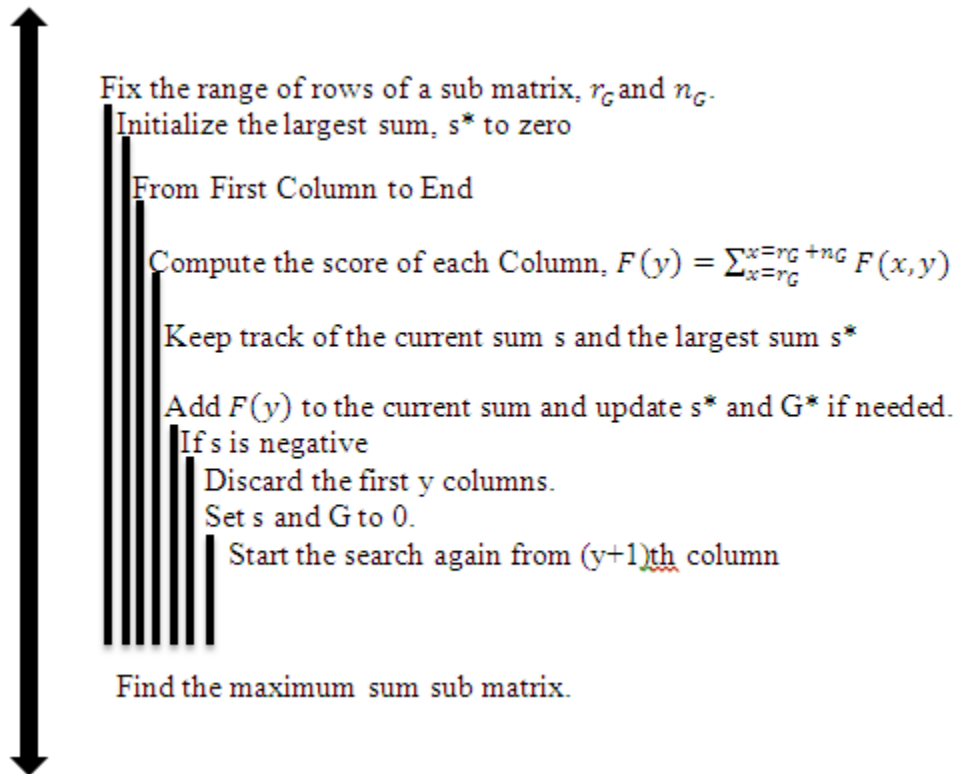 Fix the range of rows of a sub matrix, r_G and n_G.
Initialize the largest sum, s* to zero
From First Column to End
Compute the score of each Column, F(y) = ∑_{x=r_G}^{x=r_G+n_G} F(x,y)
Keep track of the current sum s and the largest sum s*
Add F(y) to the current sum and update s* and G* if needed.
If s is negative
Discard the first y columns.
Set s and G to 0.
Start the search again from (y+1)th column
Find the maximum sum sub matrix.